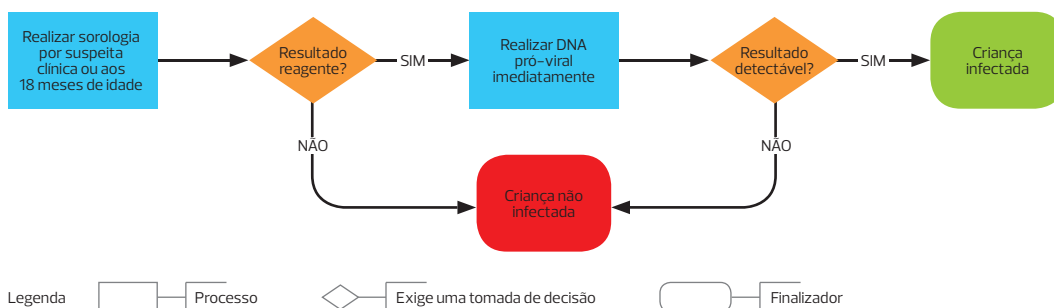 Realizar sorologia
por suspeita
clínica ou aos
18 meses de idade
Resultado
reagente?
SIM
Realizar DNA
pró-viral
imediatamente
Resultado
detectável?
SIM
Criança
infectada
NÃO
NÃO
Criança não
infectada
Legenda
Processo
Exige uma tomada de decisão
Finalizador